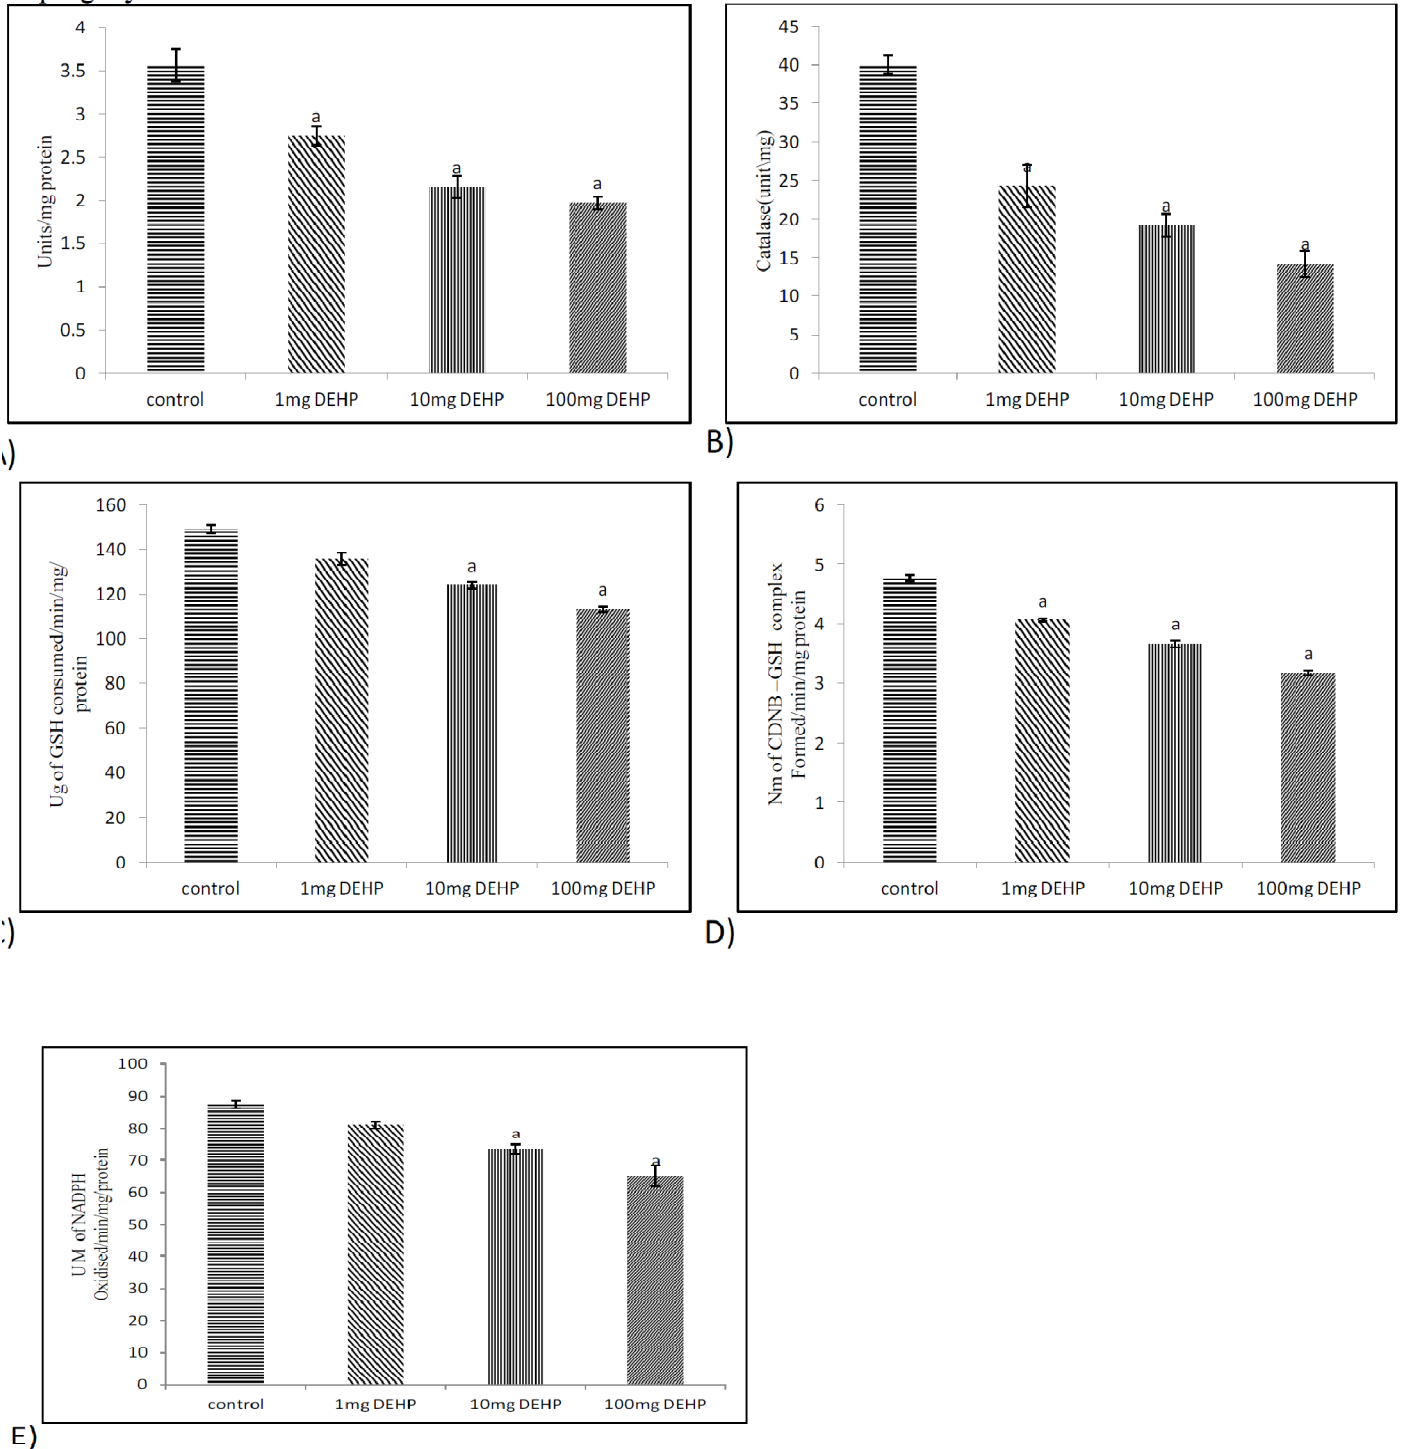 4
3.5
3
2.5
2
1.5
1
0.5
0
Units/mg protein
a
a
a
control
1mg DEHP
10mg DEHP
100mg DEHP
45
40
35
30
25
20
15
10
5
0
Catalase(unit\mg)
a
a
a
control
1mg DEHP
10mg DEHP
100mg DEHP
B)
160
140
120
100
80
60
40
20
0
Ug of GSH consumed/min/mg/
protein
a
a
control
1mg DEHP
10mg DEHP
100mg DEHP
6
5
4
3
2
1
0
Nm of CDNB –GSH complex
Formed/min/mg protein
a
a
a
control
1mg DEHP
10mg DEHP
100mg DEHP
D)
100
90
80
70
60
50
40
30
20
10
0
UM of NADPH
Oxidised/min/mg/protein
a
a
control
1mg DEHP
10mg DEHP
100mg DEHP
E)